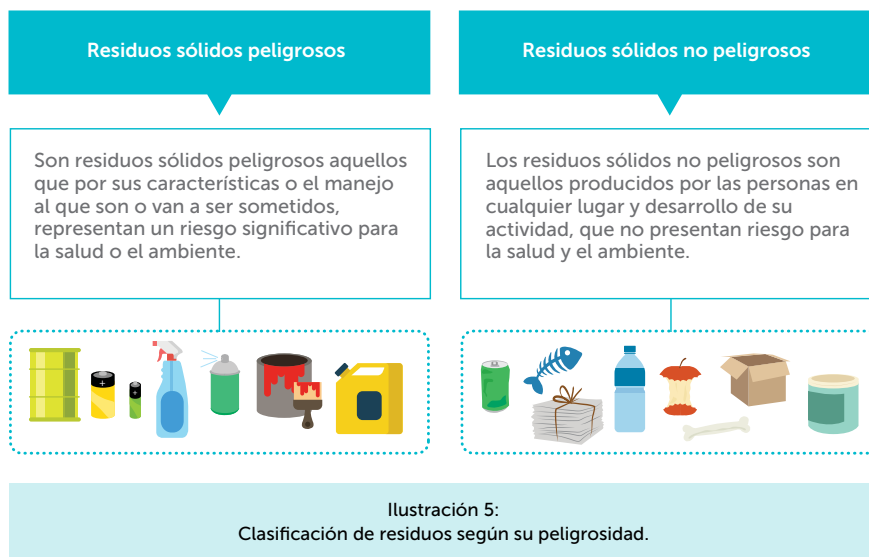 Residuos sólidos peligrosos
Son residuos sólidos peligrosos aquellos
que por sus características o el manejo
al que son o van a ser sometidos,
representan un riesgo significativo para
la salud o el ambiente.
Residuos sólidos no peligrosos
Los residuos sólidos no peligrosos son
aquellos producidos por las personas en
cualquier lugar y desarrollo de su
actividad, que no presentan riesgo para
la salud y el ambiente.
+
+
Ilustración 5:
Clasificación de residuos según su peligrosidad.